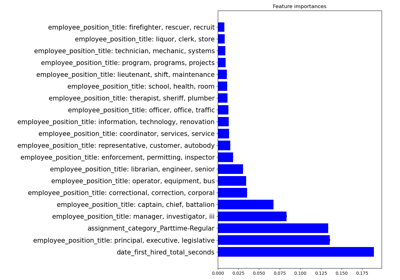 Feature importances
employee_position_title: firefighter, rescuer, recruit
employee_position_title: liquor, clerk, store
employee_position_title: technician, mechanic, systems
employee_position_title: program, programs, projects
employee_position_title: lieutenant, shift, maintenance
employee_position_title: school, health, room
employee_position_title: therapist, sheriff, plumber
employee_position_title: officer, office, traffic
employee_position_title: information, technology, renovation
employee_position_title: coordinator, services, service
employee_position_title: representative, customer, autobody
employee_position_title: enforcement, permitting, inspector
employee_position_title: librarian, engineer, senior
employee_position_title: operator, equipment, bus
employee_position_title: correctional, correction, corporal
employee_position_title: captain, chief, battalion
employee_position_title: manager, investigator, iii
assignment_category_Parttime-Regular
employee_position_title: principal, executive, legislative
date_first_hired_total_seconds
0.000 0.025 0.050 0.075 0.100 0.125 0.150 0.175